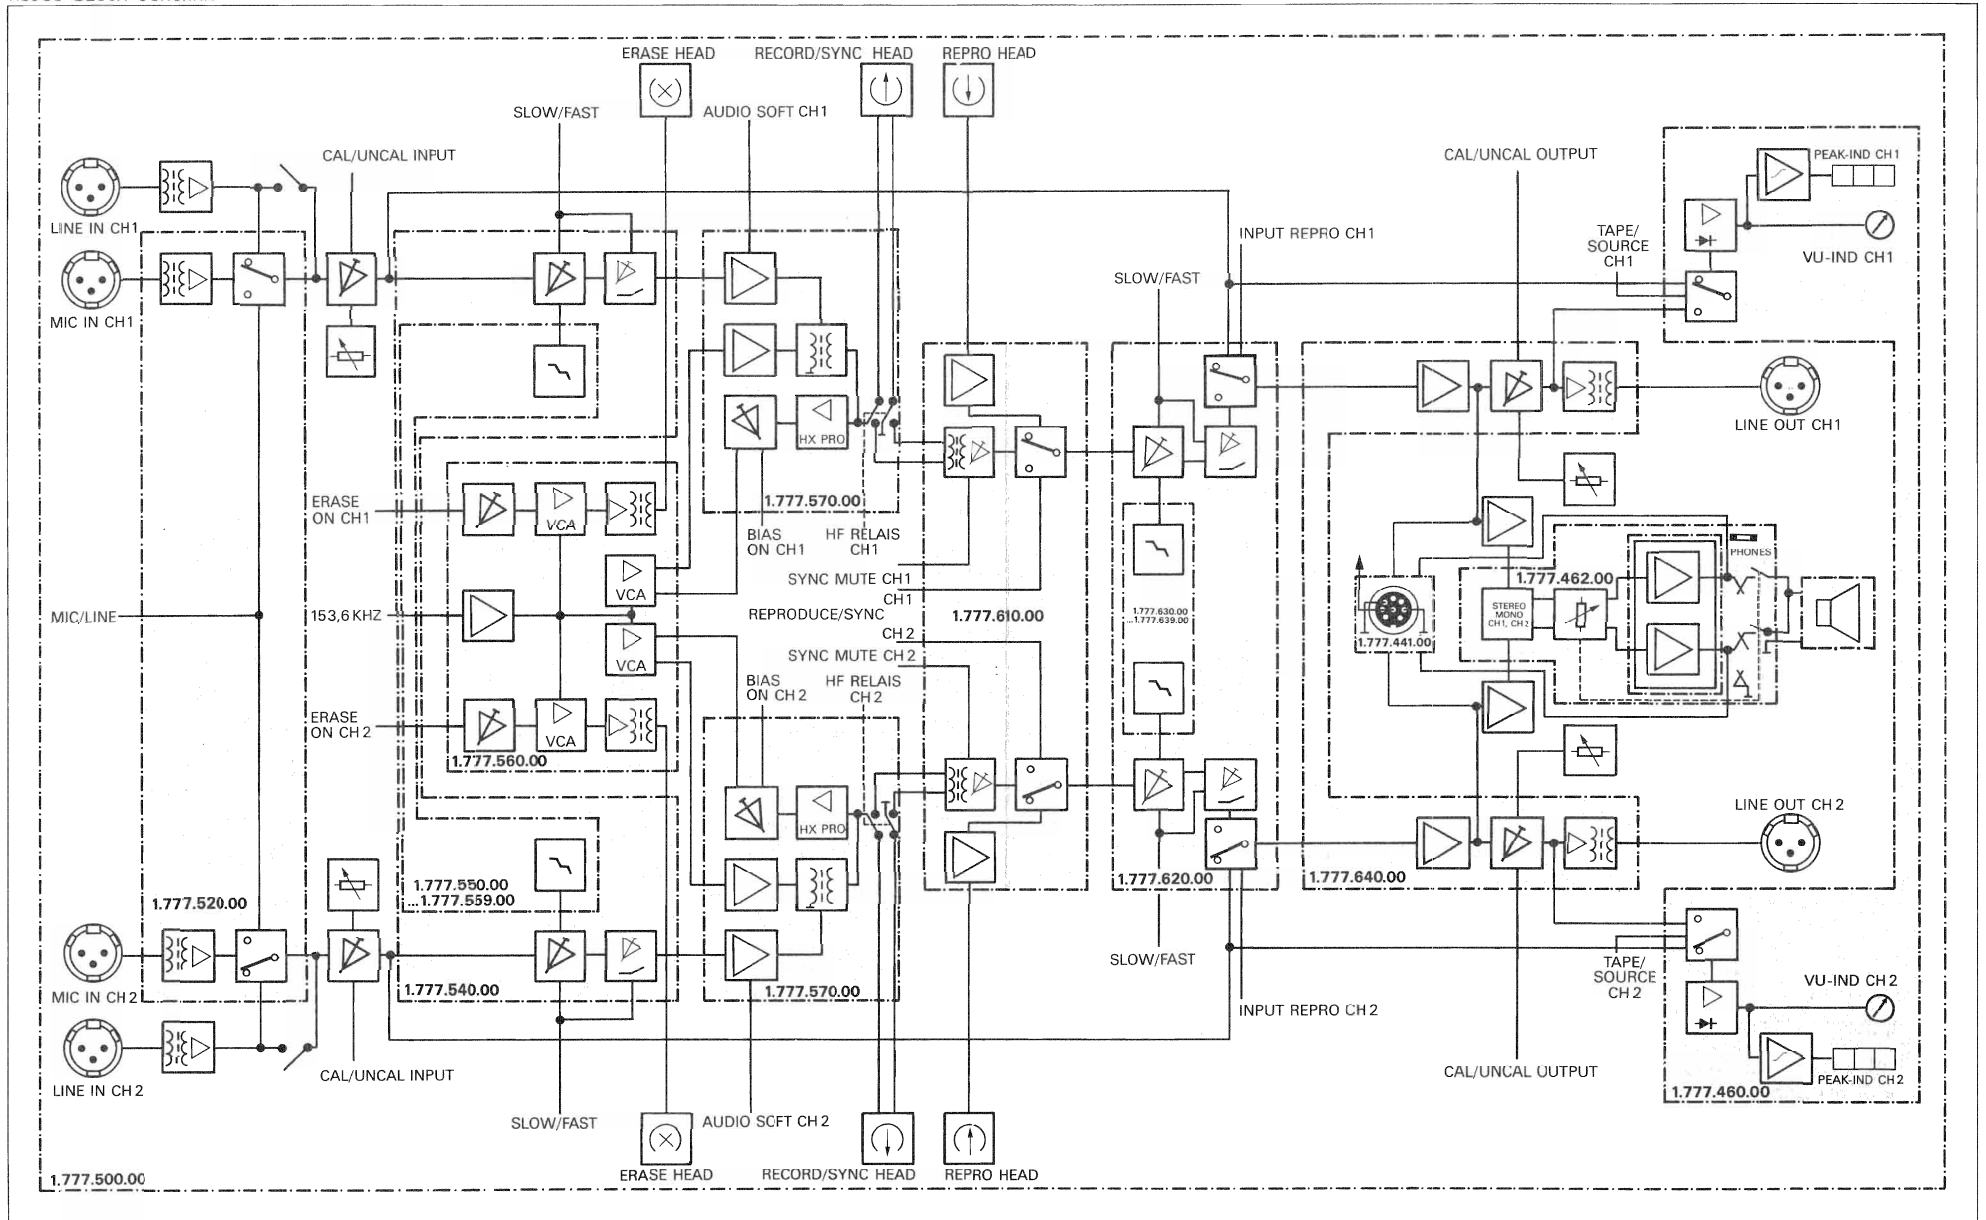 ERASE HEAD
RECORD/SYNC HEAD
REPRO HEAD
SLOW/FAST
AUDIO SOFT CH1
CAL/UNCAL INPUT
CAL/UNCAL OUTPUT
PEAK-IND CH1
LINE IN CH1
TAPE/
SOURCE
CH1
INPUT REPRO CH1
VU-IND CH1
SLOW/FAST
MIC IN CH1
LINE OUT CH1
HX PRO
1.777.570.00
ERASE
ON CH1
VCA
BIAS
ON CH1
HF RELAIS
CH1
PHONES
SYNC MUTE CH1
CH1
1.777.462.00
VCA
MIC/LINE
153,6 KHZ
REPRODUCE/SYNC
1.777.610.00
1.777.630.00
...1.777.639.00
STEREO
MONO
CH1, CH2
1.777.441.00
CH2
SYNC MUTE CH2
VCA
BIAS
ON CH2
HF RELAIS
CH2
ERASE
ON CH2
VCA
1.777.560.00
LINE OUT CH2
HX PRO
1.777.550.00
...1.777.559.00
1.777.620.00
1.777.640.00
1.777.520.00
SLOW/FAST
TAPE/
SOURCE
CH2
MIC IN CH2
1.777.540.00
1.777.570.00
VU-IND CH2
INPUT REPRO CH2
LINE IN CH2
CAL/UNCAL INPUT
CAL/UNCAL OUTPUT
PEAK-IND CH2
1.777.460.00
SLOW/FAST
AUDIO SCFT CH2
1.777.500.00
ERASE HEAD
RECORD/SYNC HEAD
REPRO HEAD